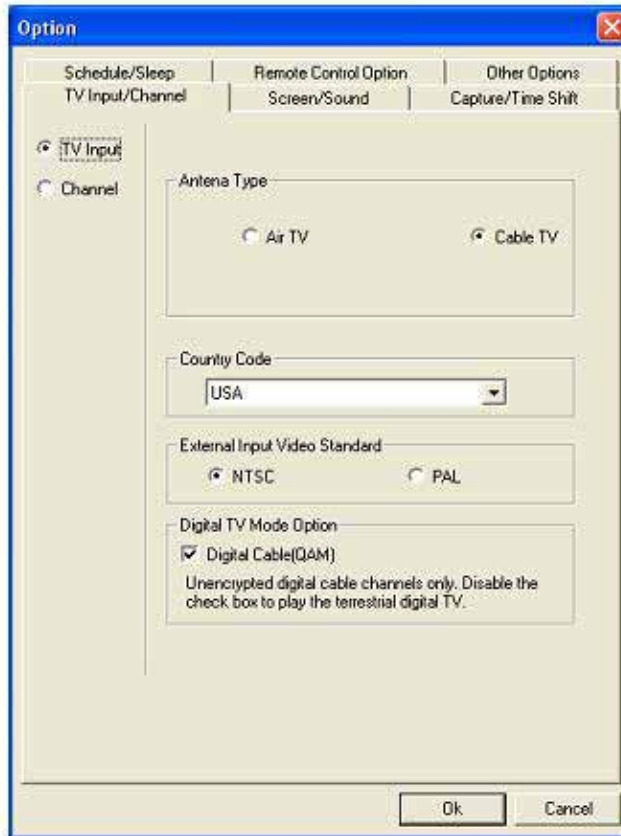 Option
Schedule/Sleep Remote Control Option Other Options
TV Input/Channel Screen/Sound Capture/Time Shift
TV Input
Channel
Antena Type
Air TV Cable TV
Country Code
USA
External Input Video Standard
NTSC PAL
Digital TV Mode Option
Digital Cable(QAM)
Unencrypted digital cable channels only. Disable the
check box to play the terrestrial digital TV.
Ok Cancel